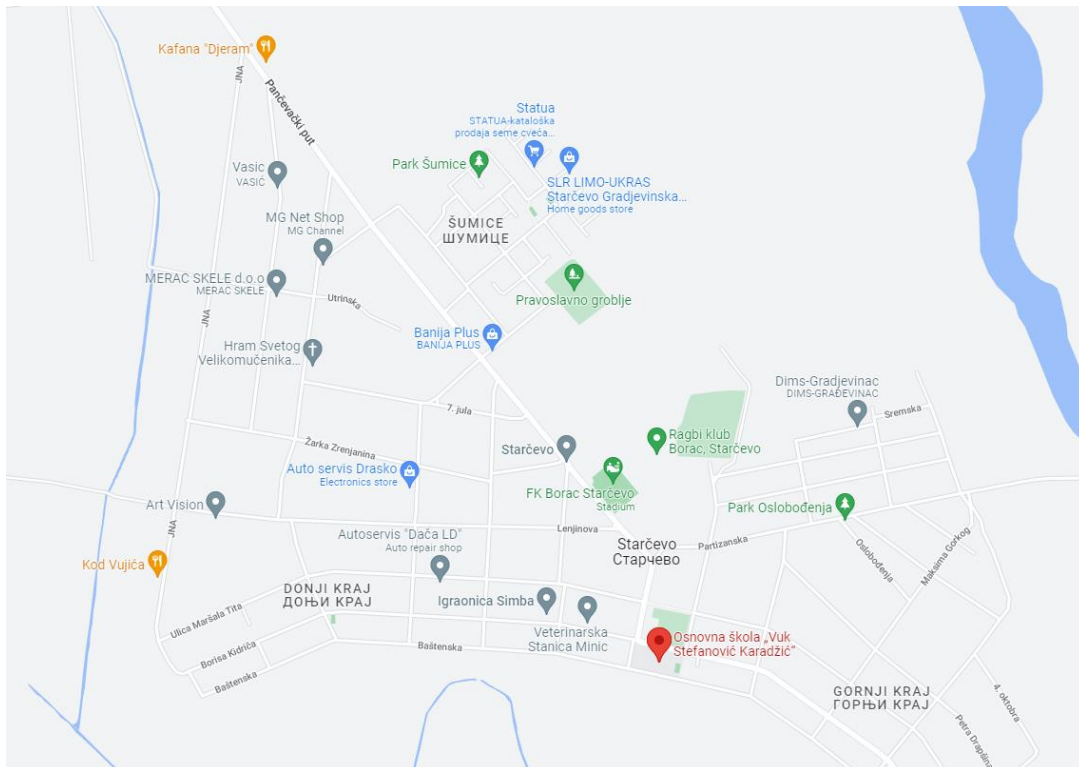 Kafana "Djeram"
JNA
Pančevački put
Statua
STATUA-kataloška
prodaja seme cveća...
Park Šumice
Vasic
VASIĆ
SLR LIMO-UKRAS
Starčevo Gradjevinska...
Home goods store
MG Net Shop
MG Channel
ŠUMICE
ШУМИЦЕ
MERAC SKELE d.o.o
MERAC SKELE
Utrinska
Pravoslavno groblje
JNA
Banija Plus
BANIJA PLUS
Hram Svetog
Velikomučenika...
Dims-Gradjevinac
DIMS-GRAĐEVINAC
7. jula
Sremska
Ragbi klub
Borac, Starčevo
Žarka Zrenjanina
Starčevo
Auto servis Drasko
Electronics store
FK Borac Starčevo
Stadium
Art Vision
Park Oslobođenja
JNA
Lenjinova
Autoservis "Dača LD"
Auto repair shop
Starčevo
Старчево
Partizanska
Oslobođenja
Maksima Gorkog
Kod Vujića
DONJI KRAJ
ДОЊИ КРАЈ
Igraonica Simba
Ulica Maršala Tita
Veterinarska
Stanica Minic
Osnovna škola „Vuk
Stefanović Karadžić“
Borisa Kidriča
Baštenska
Baštenska
GORNJI KRAJ
ГОРЊИ КРАЈ
4. oktobra
Petra Drapšina